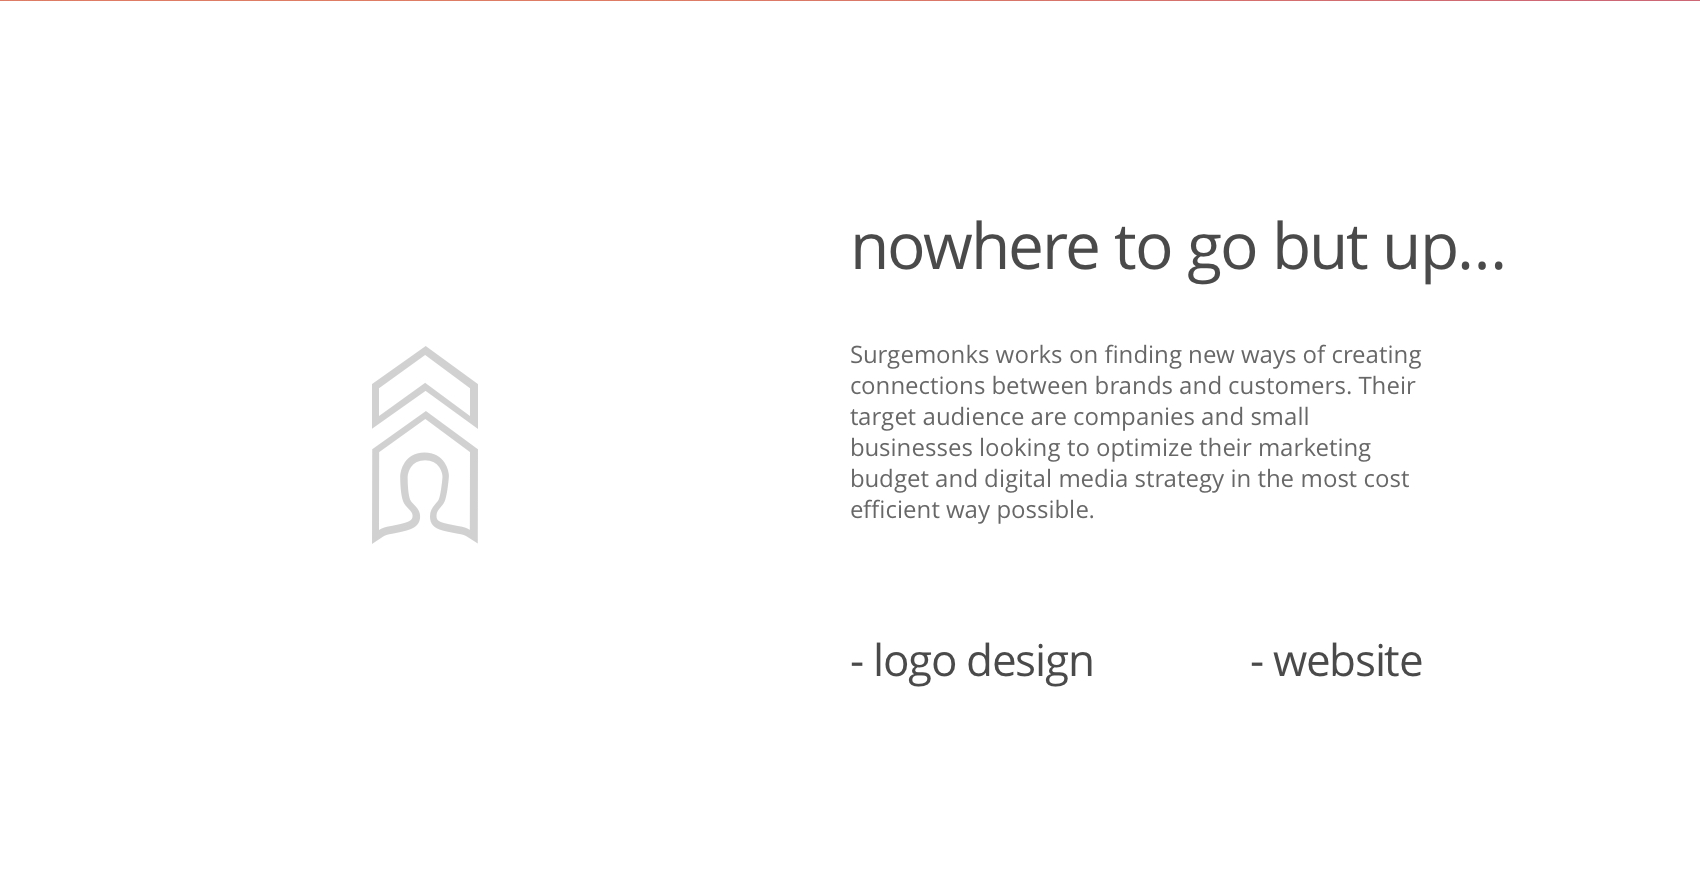 nowhere to go but up...
Surgemonks works on finding new ways of creating
connections between brands and customers. Their
target audience are companies and small
businesses looking to optimize their marketing
budget and digital media strategy in the most cost
efficient way possible.
- logo design
- website